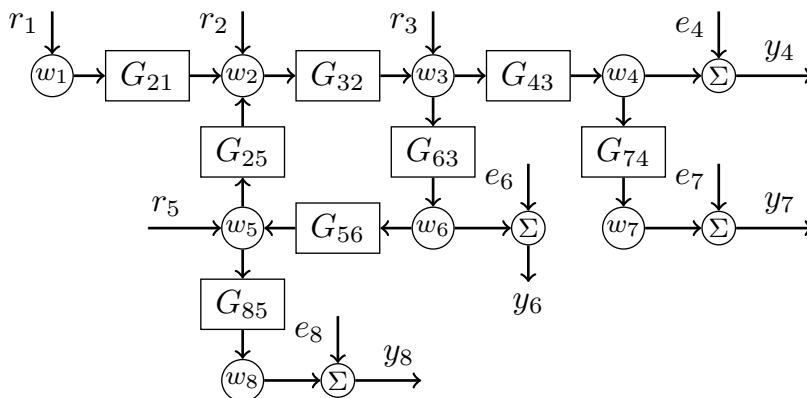 r1 r2 r3 e4
w1 G21 w2 G32 w3 G43 w4 Σ y4
G25 G63 G74
r5 w5 G56 w6 e6 Σ w7 e7 Σ y7
y6
G85
w8 e8 Σ y8